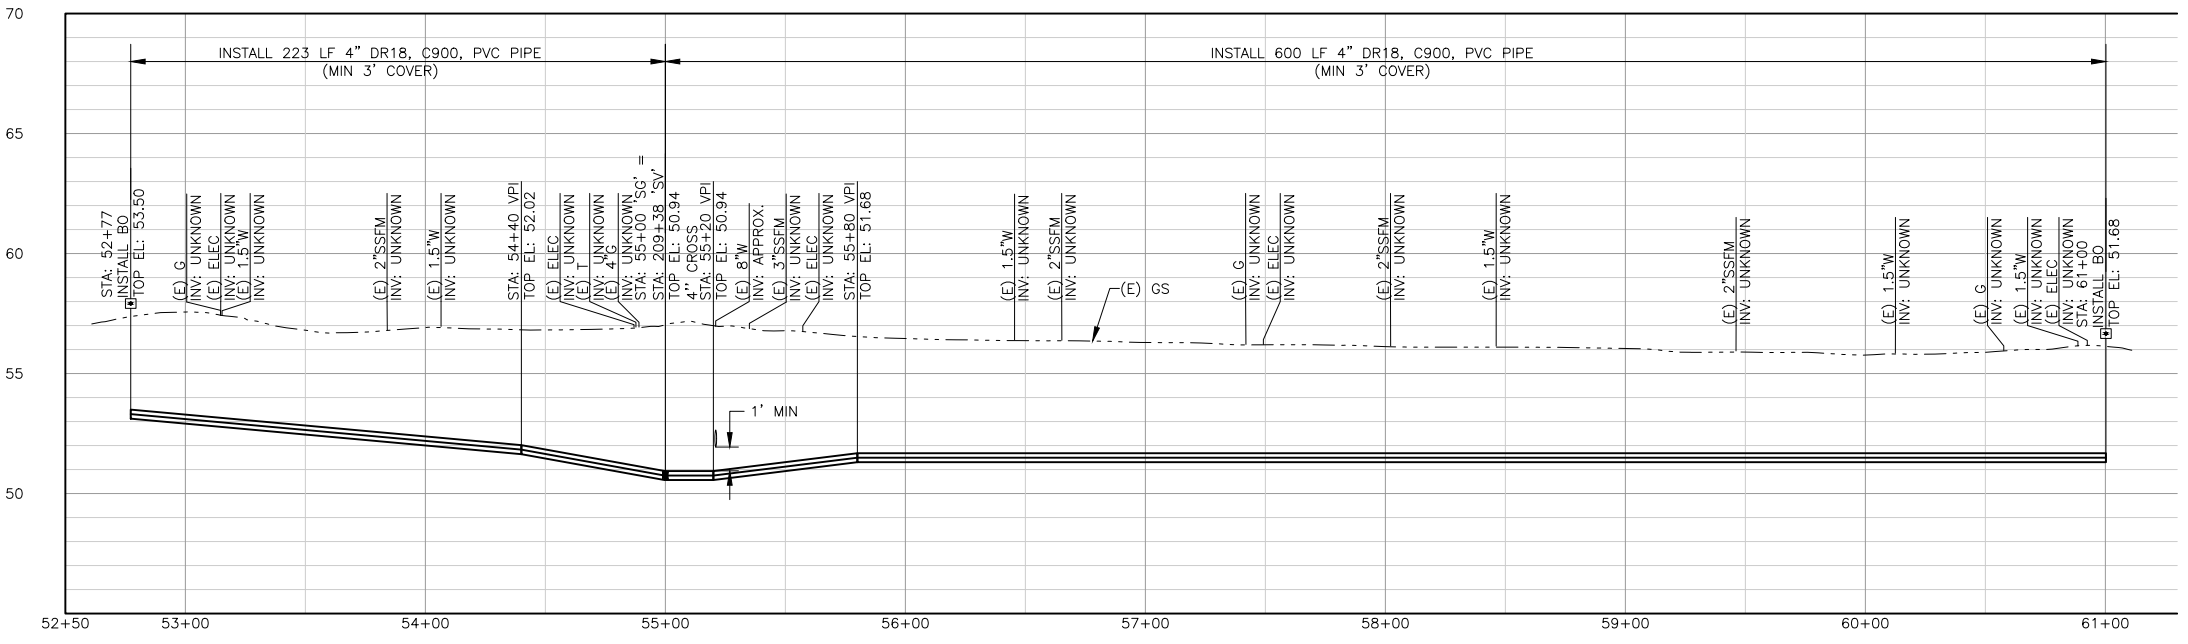 70
65
60
55
50
INSTALL 223 LF 4" DR18, C900, PVC PIPE
(MIN 3' COVER)
INSTALL 600 LF 4" DR18, C900, PVC PIPE
(MIN 3' COVER)
STA: 52+77
INSTALL BO
TOP EL: 53.50
(E) G
INV: UNKNOWN
(E) ELEC
INV: UNKNOWN
(E) 1.5"W
INV: UNKNOWN
(E) 2"SSFM
INV: UNKNOWN
(E) 1.5"W
INV: UNKNOWN
STA: 54+40 VPI
TOP EL: 52.02
(E) ELEC
INV: UNKNOWN
(E) T
INV: UNKNOWN
(E) 4"G
INV: UNKNOWN
STA: 55+00 'SG' =
STA: 209+38 'SV'
TOP EL: 50.94
4" CROSS
STA: 55+20 VPI
TOP EL: 50.94
(E) 8"W
INV: APPROX.
(E) 3"SSFM
INV: UNKNOWN
(E) ELEC
INV: UNKNOWN
STA: 55+80 VPI
TOP EL: 51.68
(E) 1.5"W
INV: UNKNOWN
(E) 2"SSFM
INV: UNKNOWN
(E) GS
(E) G
INV: UNKNOWN
(E) ELEC
INV: UNKNOWN
(E) 2"SSFM
INV: UNKNOWN
(E) 1.5"W
INV: UNKNOWN
(E) 2"SSFM
INV: UNKNOWN
(E) 1.5"W
INV: UNKNOWN
(E) G
INV: UNKNOWN
(E) 1.5"W
INV: UNKNOWN
(E) ELEC
INV: UNKNOWN
STA: 61+00
INSTALL BO
TOP EL: 51.68
1' MIN
52+50
53+00
54+00
55+00
56+00
57+00
58+00
59+00
60+00
61+00